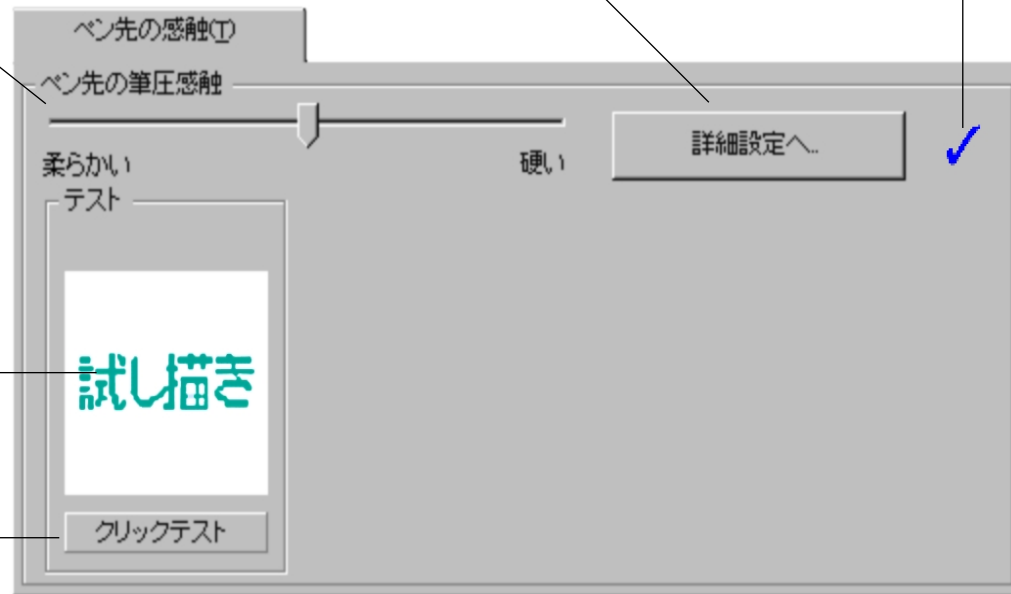 ペン先の感触(T)
ペン先の筆圧感触
柔らかい
硬い
詳細設定へ..
テスト
試し描き
クリックテスト